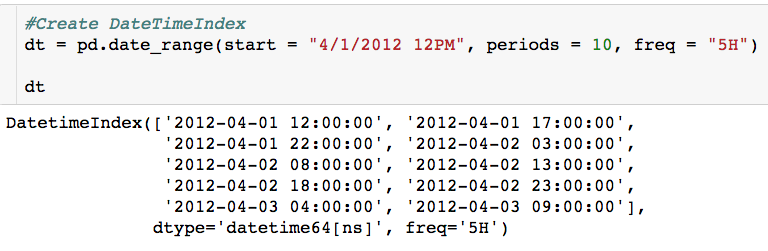 #Create DateTimeIndex
dt = pd.date_range(start = "4/1/2012 12PM", periods = 10, freq = "5H")
dt
DatetimeIndex(['2012-04-01 12:00:00', '2012-04-01 17:00:00',
'2012-04-01 22:00:00', '2012-04-02 03:00:00',
'2012-04-02 08:00:00', '2012-04-02 13:00:00',
'2012-04-02 18:00:00', '2012-04-02 23:00:00',
'2012-04-03 04:00:00', '2012-04-03 09:00:00'],
dtype='datetime64[ns]', freq='5H')